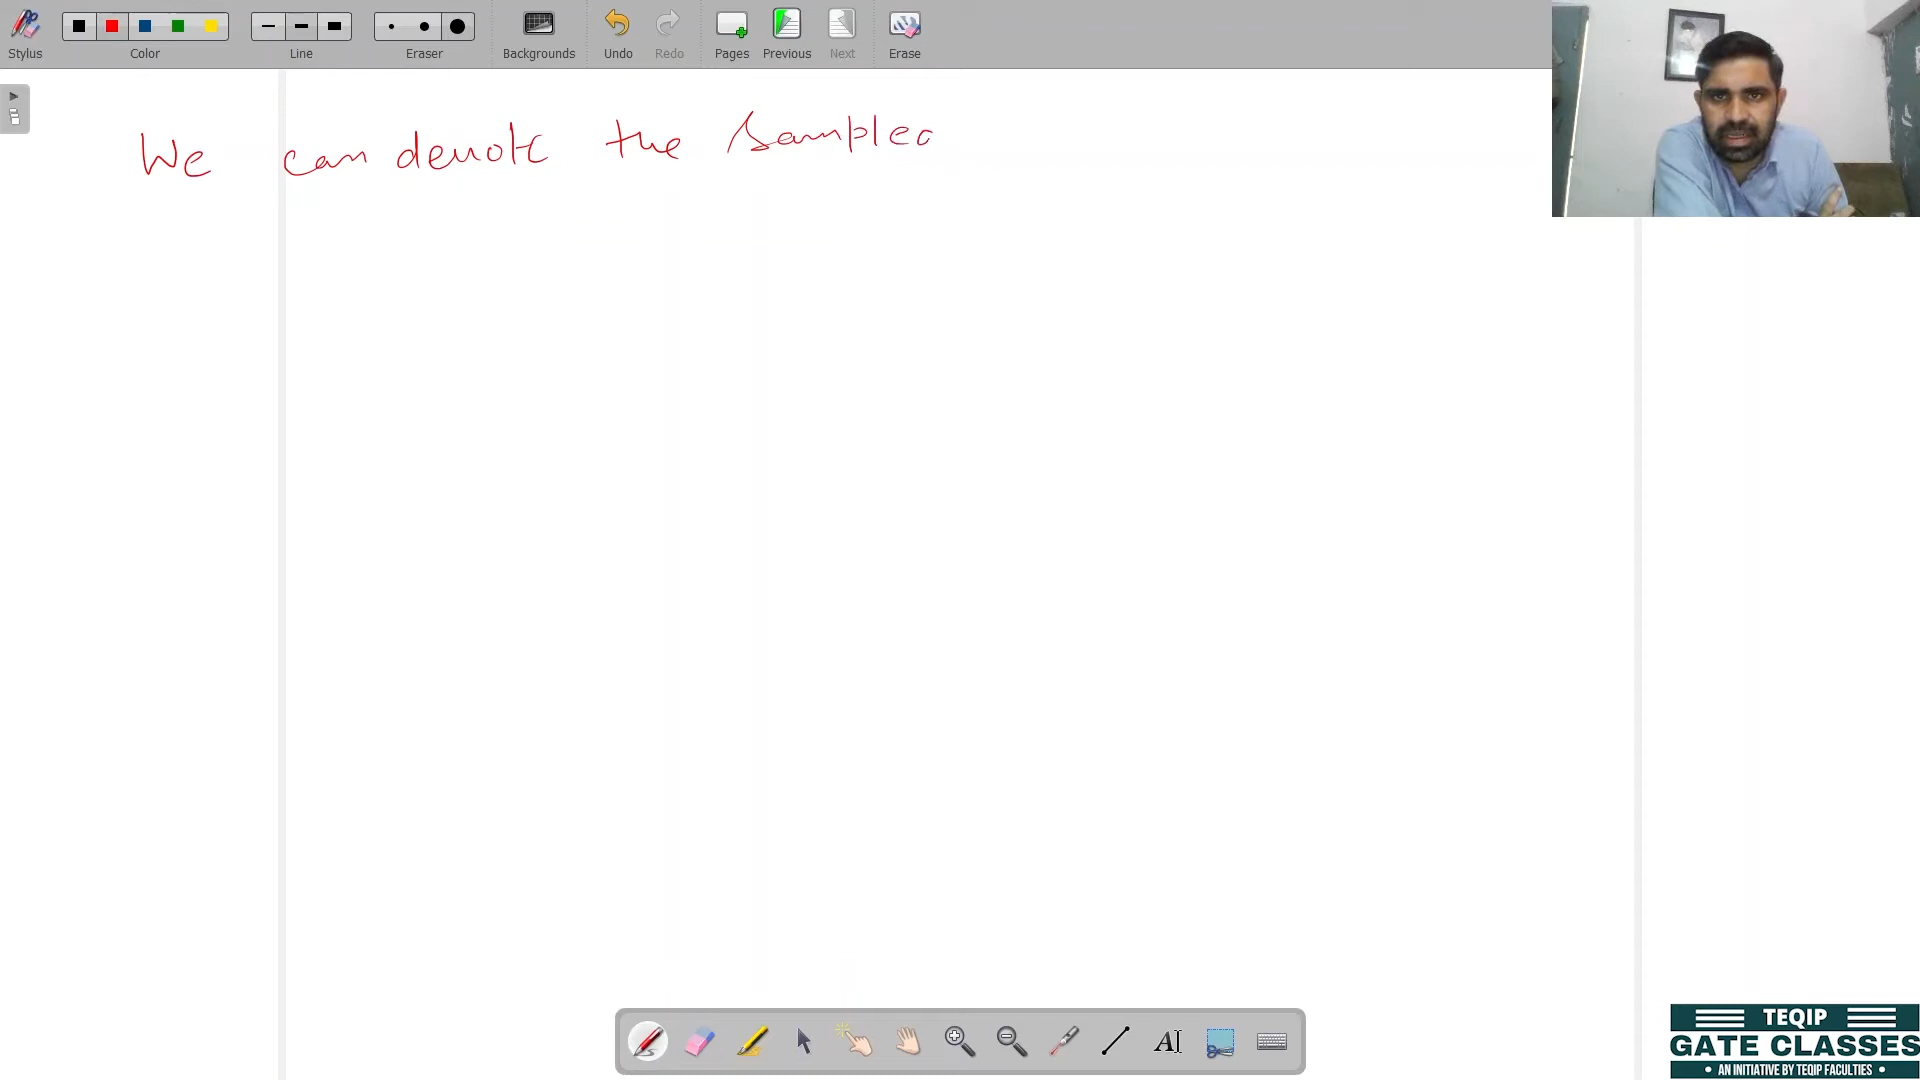 Stylus Color Line Eraser Backgrounds Undo Redo Pages Previous Next Erase
We can denote the sample
TEQIP
GATE CLASSES
• AN INITIATIVE BY TEQIP FACULTIES •